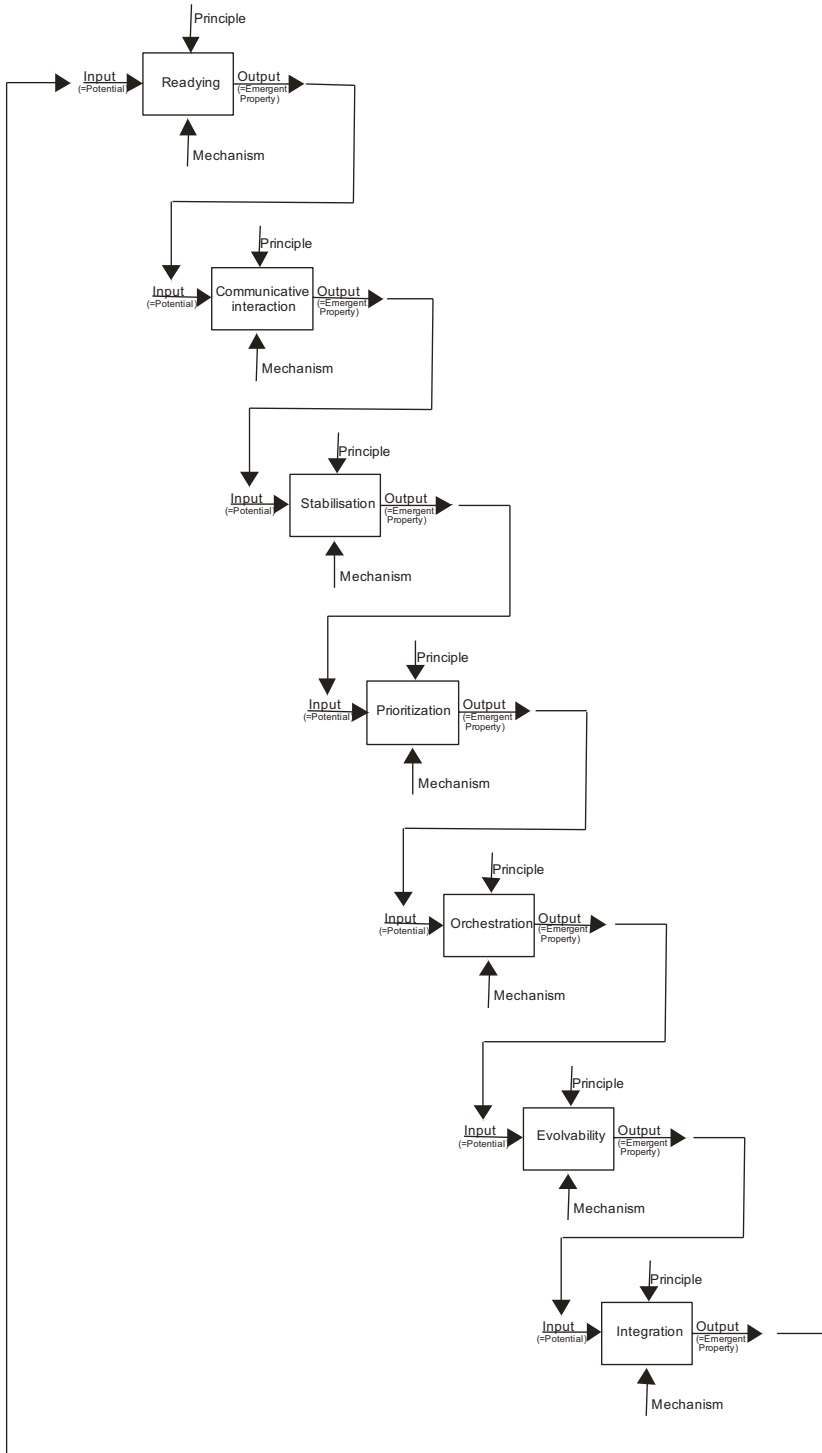 Principle
Input
(=Potential)
Readying
Output
(=Emergent
Property)
Mechanism
Principle
Input
(=Potential)
Communicative
interaction
Output
(=Emergent
Property)
Mechanism
Principle
Input
(=Potential)
Stabilisation
Output
(=Emergent
Property)
Mechanism
Principle
Input
(=Potential)
Prioritization
Output
(=Emergent
Property)
Mechanism
Principle
Input
(=Potential)
Orchestration
Output
(=Emergent
Property)
Mechanism
Principle
Input
(=Potential)
Evolvability
Output
(=Emergent
Property)
Mechanism
Principle
Input
(=Potential)
Integration
Output
(=Emergent
Property)
Mechanism